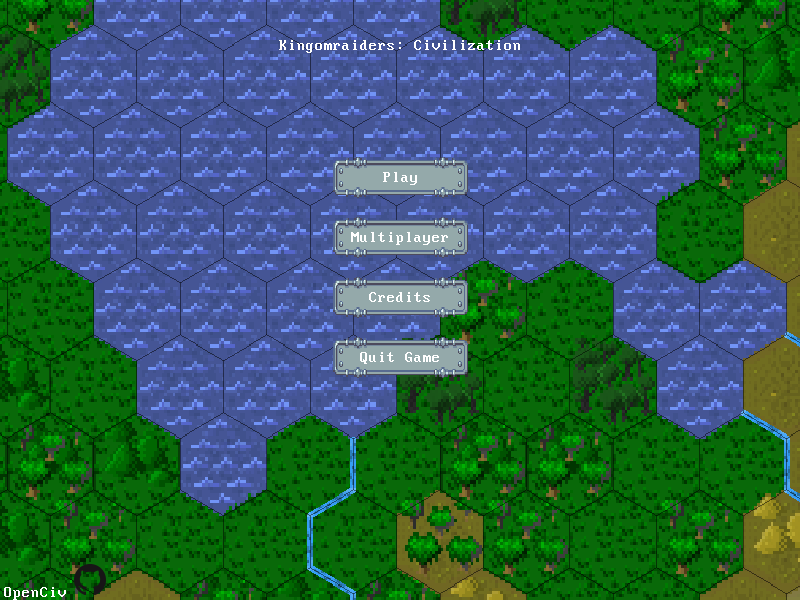 Kingomraiders: Civilization
Play
Multiplayer
Credits
Quit Game
OpenCiv